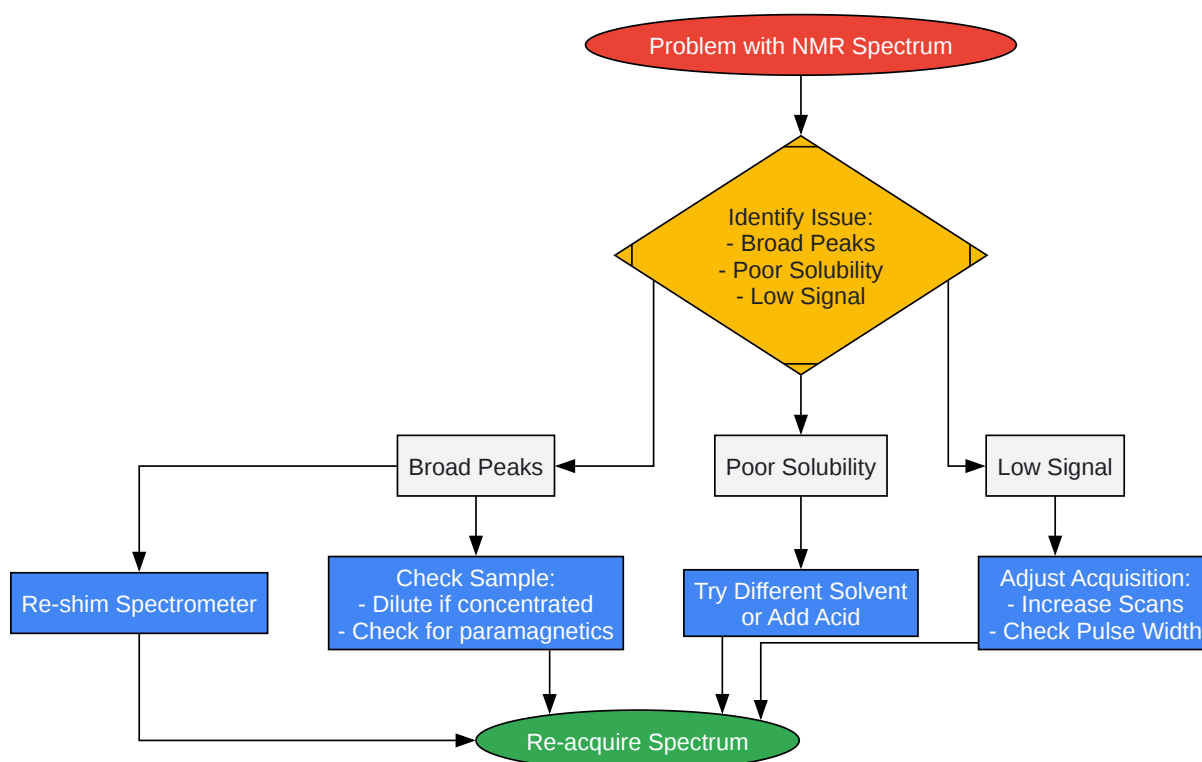 Problem with NMR Spectrum
Identify Issue:
- Broad Peaks
- Poor Solubility
- Low Signal
Broad Peaks
Poor Solubility
Low Signal
Re-shim Spectrometer
Check Sample:
- Dilute if concentrated
- Check for paramagnetics
Try Different Solvent
or Add Acid
Adjust Acquisition:
- Increase Scans
- Check Pulse Width
Re-acquire Spectrum